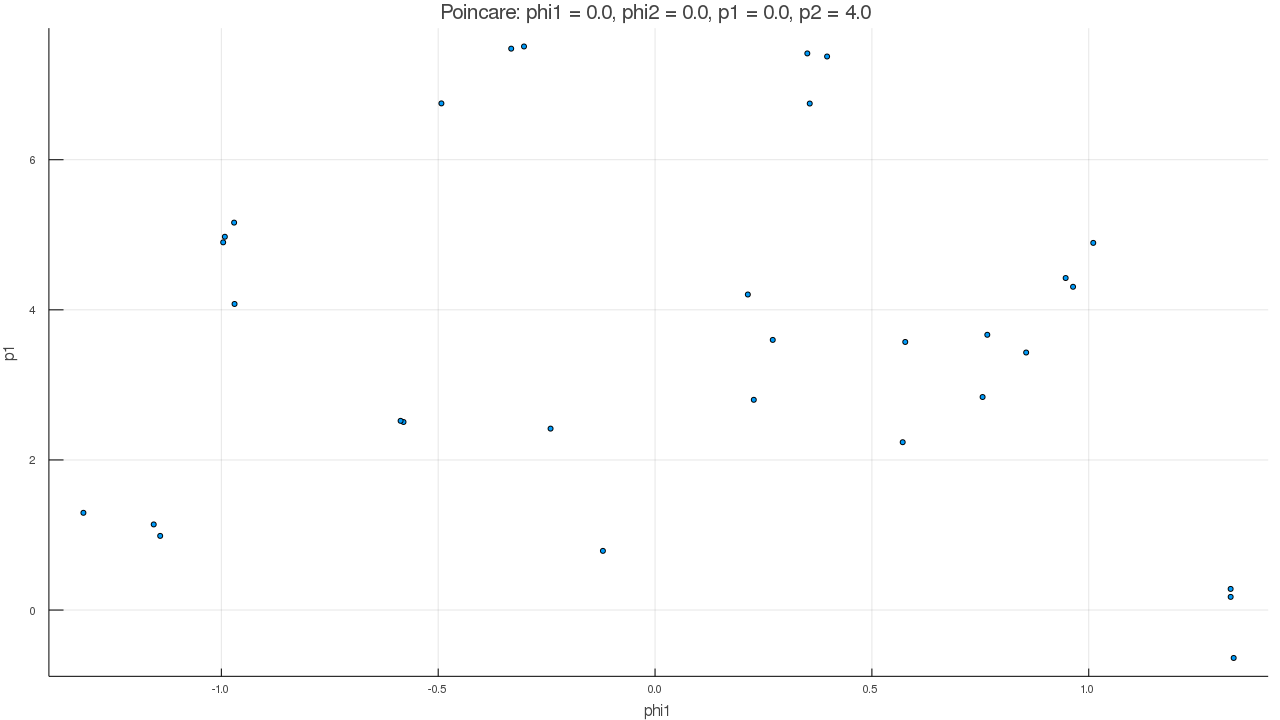 Poincare: phi1 = 0.0, phi2 = 0.0, p1 = 0.0, p2 = 4.0
6
4
p1
2
0
-1.0 -0.5 0.0 0.5 1.0
phi1